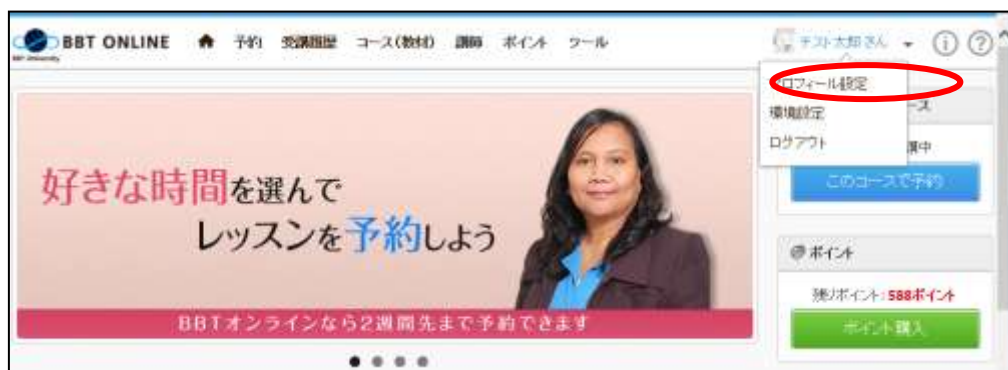 BBT ONLINE
BBT University
予約
受講履歴
コース(教材)
講師
ポイント
ツール
テスト太郎さん
プロフィール設定
環境設定
ログアウト
ース
講中
このコースで予約
好きな時間を選んで
レッスンを予約しよう
BBTオンラインなら2週間先まで予約できます
ポイント
残りポイント:588ポイント
ポイント購入